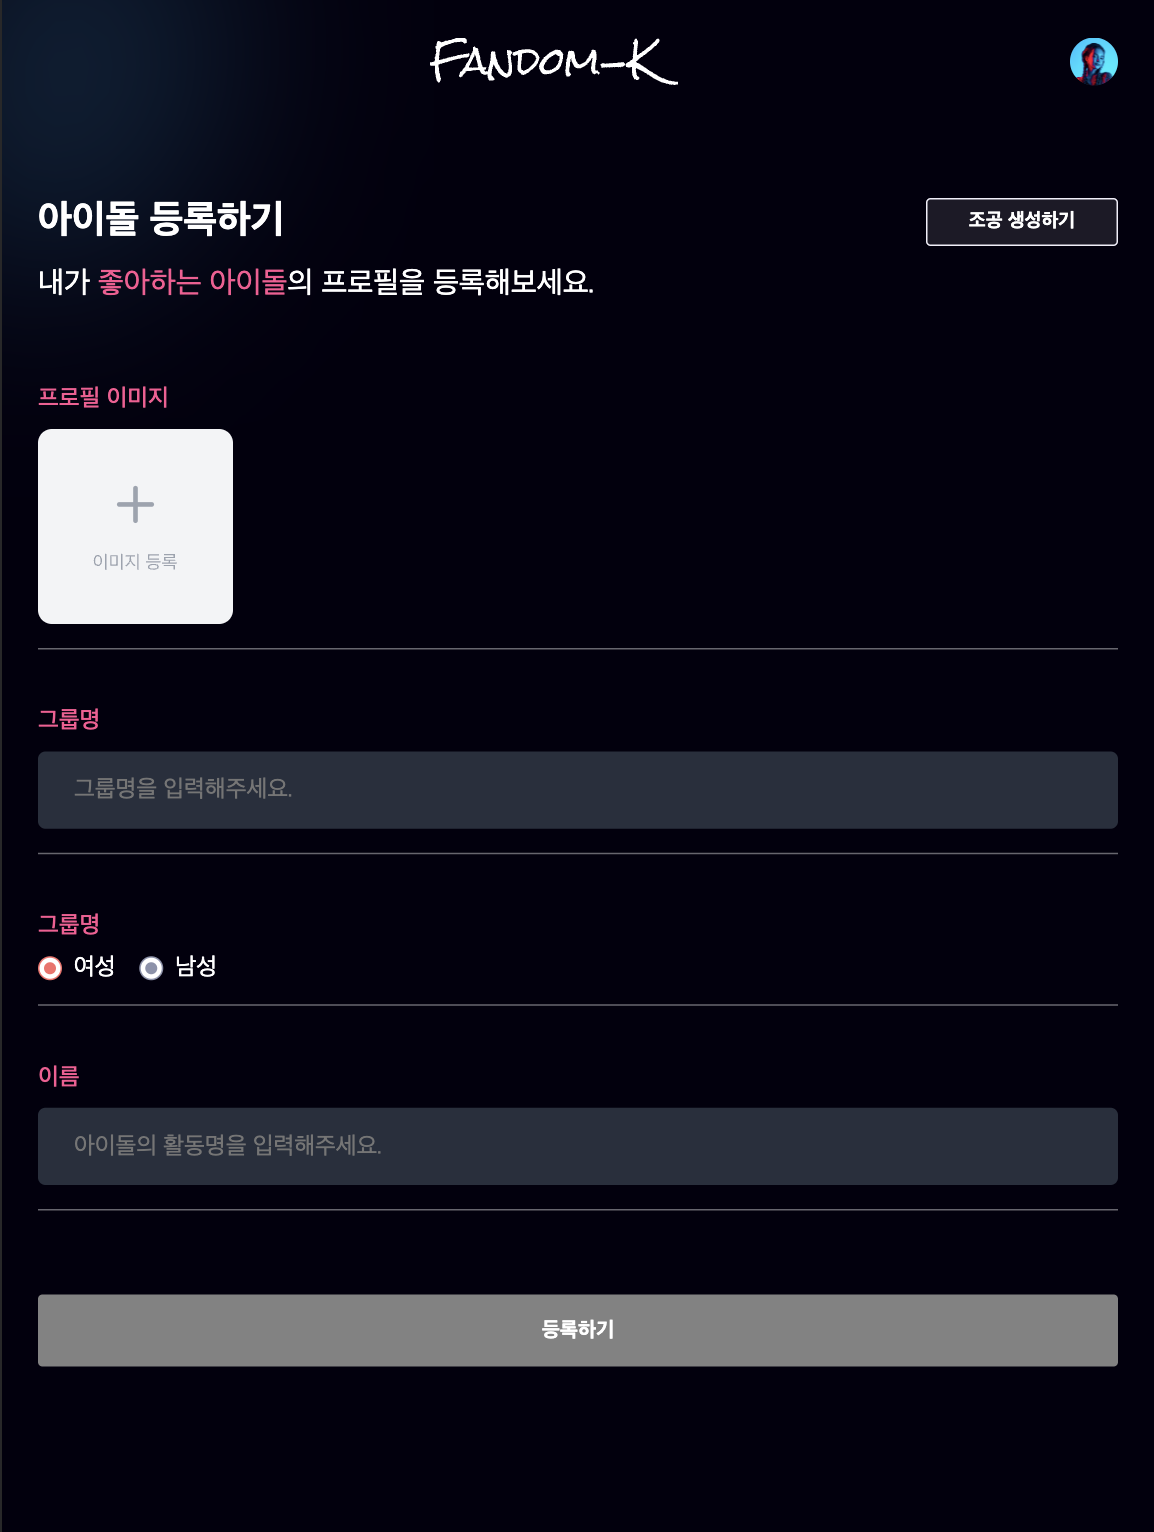 Fandom-K
아이돌 등록하기
조공 생성하기
내가 좋아하는 아이돌의 프로필을 등록해보세요.
프로필 이미지
이미지 등록
그룹명
그룹명을 입력해주세요.
그룹명
여성 남성
이름
아이돌의 활동명을 입력해주세요.
등록하기